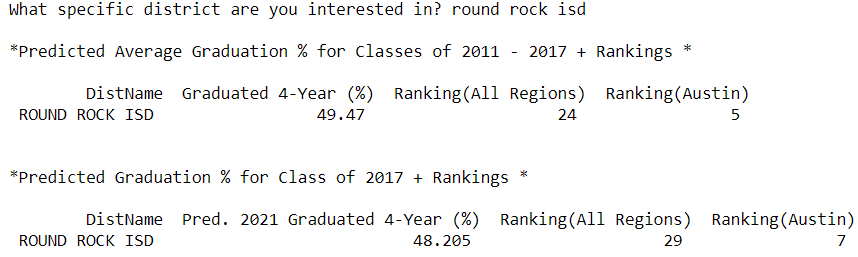 What specific district are you interested in? round rock isd
*Predicted Average Graduation % for Classes of 2011 - 2017 + Rankings *
DistName Graduated 4-Year (%) Ranking(All Regions) Ranking(Austin)
ROUND ROCK ISD 49.47 24 5
*Predicted Graduation % for Class of 2017 + Rankings *
DistName Pred. 2021 Graduated 4-Year (%) Ranking(All Regions) Ranking(Austin)
ROUND ROCK ISD 48.205 29 7